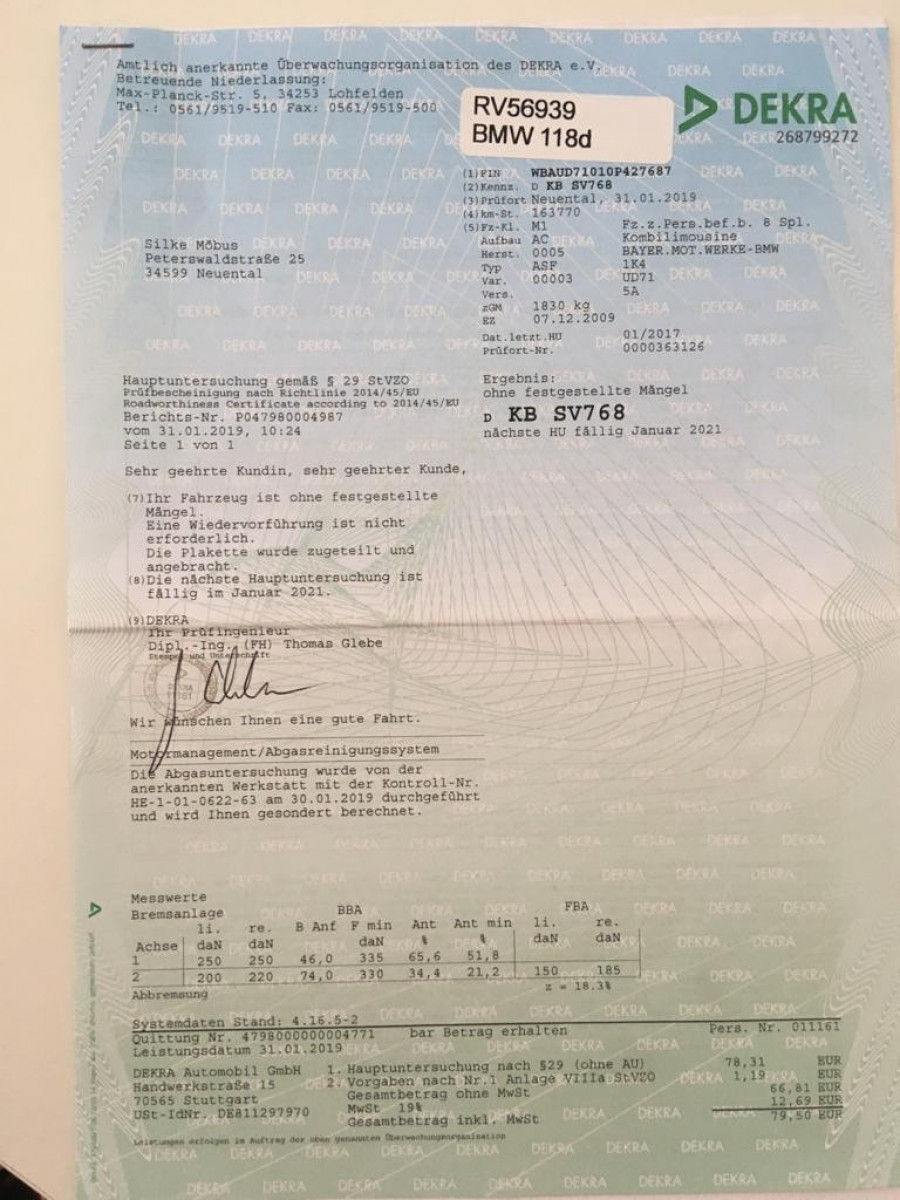 Amtlich anerkannte Überwachungsorganisation des DEKRA e.V.
Betreuende Niederlassung:
Max-Planck-Str. 5, 34253 Lohfelden
Tel.: 0561/9519-510 Fax: 0561/9519-500
RV56939
BMW 118d
DEKRA
268799272
(1) FIN WBAUD71010P427687
(2) Kennz. D KB SV768
(3) Prüfort Neuental, 31.01.2019
(4) km-St. 163770
(5) Fz-Kl. M1 Fz.z.Pers.bef.b. 8 Spl.
Aufbau AC Kombilimousine
Herst. 0005 BAYER.MOT.WERKE-BMW
Typ ASF 1K4
Var. 00003 UD71
Vers. 5A
zGM 1830 kg
EZ 07.12.2009
Dat.letzt.HU 01/2017
Prüfort-Nr. 0000363126
Silke Möbus
Peterswaldstraße 25
34599 Neuental
Hauptuntersuchung gemäß § 29 StVZO
Prüfbescheinigung nach Richtlinie 2014/45/EU
Roadworthiness Certificate according to 2014/45/EU
Berichts-Nr. P047980004987
vom 31.01.2019, 10:24
Seite 1 von 1
Ergebnis:
ohne festgestellte Mängel
D KB SV768
nächste HU fällig Januar 2021
Sehr geehrte Kundin, sehr geehrter Kunde,
(7) Ihr Fahrzeug ist ohne festgestellte
Mängel.
Eine Wiedervorführung ist nicht
erforderlich.
Die Plakette wurde zugeteilt und
angebracht.
(8) Die nächste Hauptuntersuchung ist
fällig im Januar 2021.
(9) DEKRA
Ihr Prüfingenieur
Dipl.-Ing. (FH) Thomas Glebe
Stempel und Unterschrift
Wir wünschen Ihnen eine gute Fahrt.
Motormanagement/Abgasreinigungssystem
Die Abgasuntersuchung wurde von der
anerkannten Werkstatt mit der Kontroll-Nr.
HE-1-01-0622-63 am 30.01.2019 durchgeführt
und wird Ihnen gesondert berechnet.
Messwerte
Bremsanlage BBA FBA
li. re. B Anf F min Ant Ant min li. re.
Achse daN daN daN % % daN daN
1 250 250 46,0 335 65,6 51,8
2 200 220 74,0 330 34,4 21,2 150 185
Abbremsung z = 18.3%
Systemdaten Stand: 4.16.5-2
Quittung Nr. 4798000000004771 bar Betrag erhalten Pers. Nr. 011161
Leistungsdatum 31.01.2019
DEKRA Automobil GmbH 1. Hauptuntersuchung nach §29 (ohne AU) 78,31 EUR
Handwerkstraße 15 2. Vorgaben nach Nr.1 Anlage VIIIa StVZO 1,19 EUR
70565 Stuttgart Gesamtbetrag ohne MwSt 66,81 EUR
USt-IdNr. DE811297970 MwSt 19% 12,69 EUR
Gesamtbetrag inkl. MwSt 79,50 EUR
Leistungen erfolgen im Auftrag der oben genannten Überwachungsorganisation